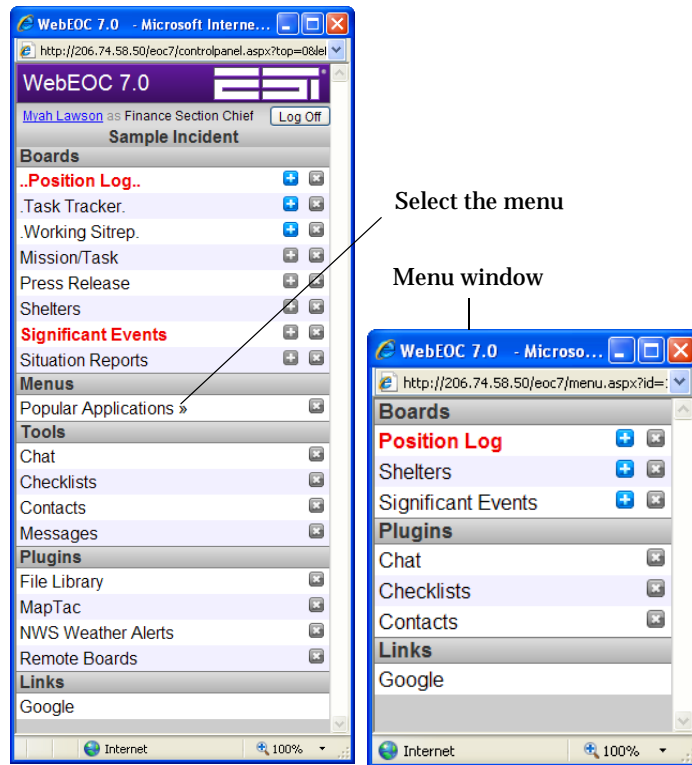 WebEOC 7.0 - Microsoft Interne...
http://206.74.58.50/eoc7/controlpanel.aspx?top=0&lel
WebEOC 7.0
ESi
Myah Lawson as Finance Section Chief Log Off
Sample Incident
Boards
..Position Log..
.Task Tracker.
.Working Sitrep.
Mission/Task
Press Release
Shelters
Significant Events
Situation Reports
Menus
Popular Applications »
Tools
Chat
Checklists
Contacts
Messages
Plugins
File Library
MapTac
NWS Weather Alerts
Remote Boards
Links
Google
Internet 100%
Select the menu
Menu window
WebEOC 7.0 - Microso...
http://206.74.58.50/eoc7/menu.aspx?id=
Boards
Position Log
Shelters
Significant Events
Plugins
Chat
Checklists
Contacts
Links
Google
Internet 100%